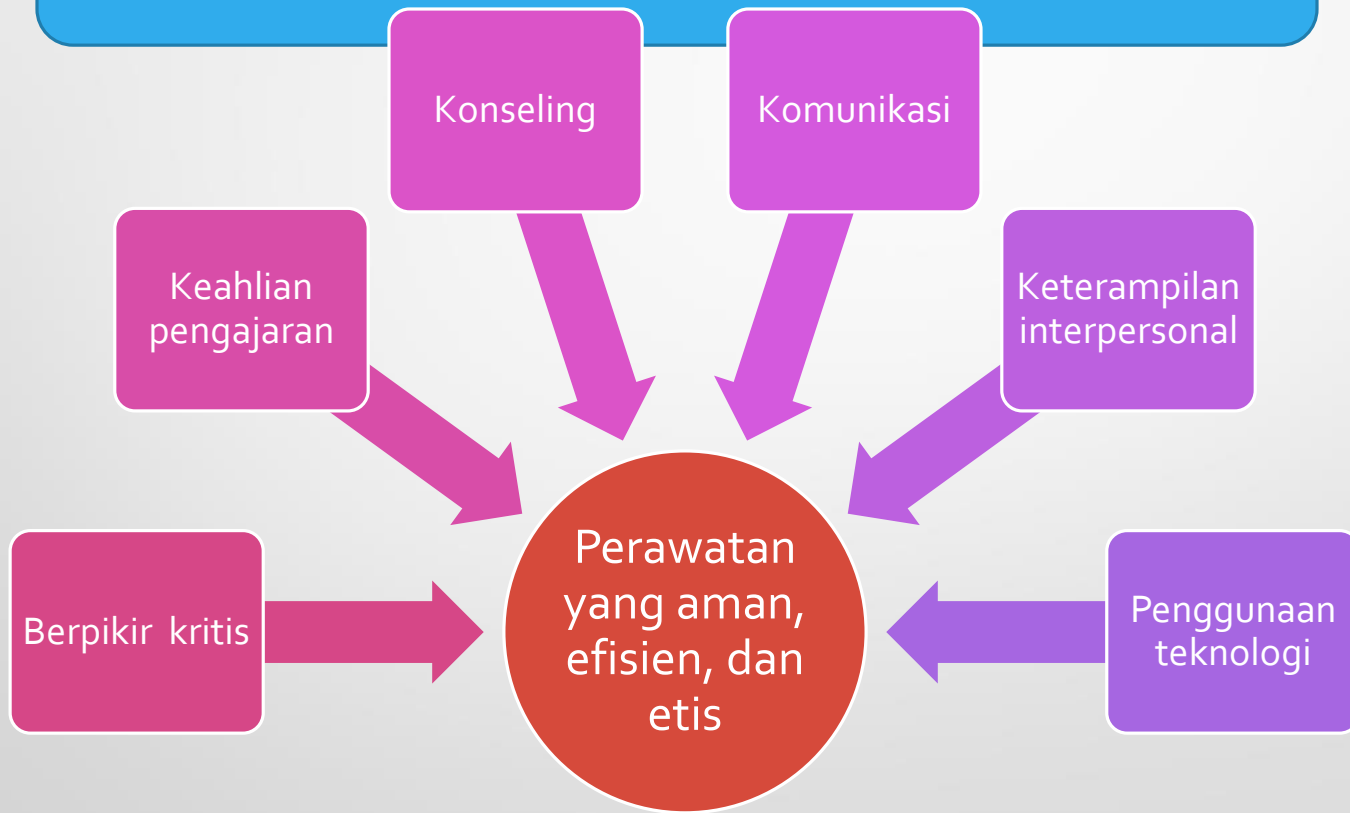 Konseling
Komunikasi
Keahlian
pengajaran
Keterampilan
interpersonal
Berpikir kritis
Perawatan
yang aman,
efisien, dan
etis
Penggunaan
teknologi